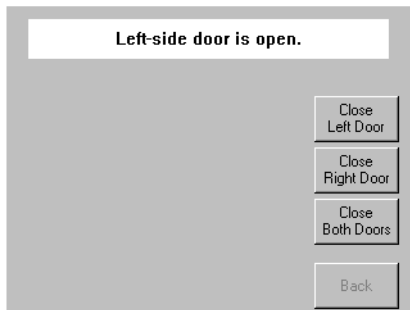 Left-side door is open.
Close
Left Door
Close
Right Door
Close
Both Doors
Back